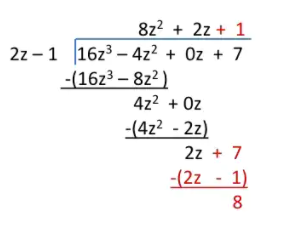 8z² + 2z + 1
2z – 1 16z³ – 4z² + 0z + 7
-(16z³ – 8z²)
4z² + 0z
-(4z² - 2z)
2z + 7
-(2z - 1)
8